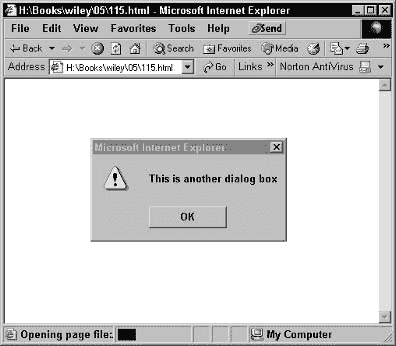 H:\Books\wiley\05\115.html - Microsoft Internet Explorer
File Edit View Favorites Tools Help Send
Back Search Favorites Media
Address H:\Books\wiley\05\115.html Go Links » Norton AntiVirus
Microsoft Internet Explorer
This is another dialog box
OK
Opening page file: My Computer